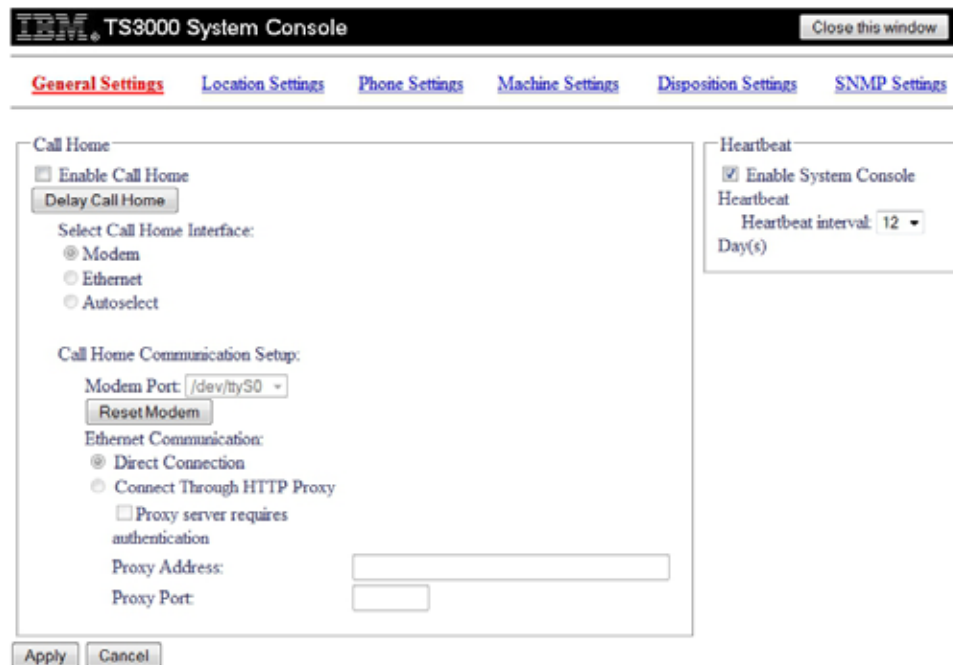 IBM® TS3000 System Console
Close this window
General Settings
Location Settings
Phone Settings
Machine Settings
Disposition Settings
SNMP Settings
Call Home
Enable Call Home
Delay Call Home
Select Call Home Interface:
Modem
Ethernet
Autoselect
Call Home Communication Setup:
Modem Port: /dev/ttyS0
Reset Modem
Ethernet Communication:
Direct Connection
Connect Through HTTP Proxy
Proxy server requires
authentication
Proxy Address:
Proxy Port:
Heartbeat
Enable System Console
Heartbeat
Heartbeat interval: 12
Day(s)
Apply
Cancel